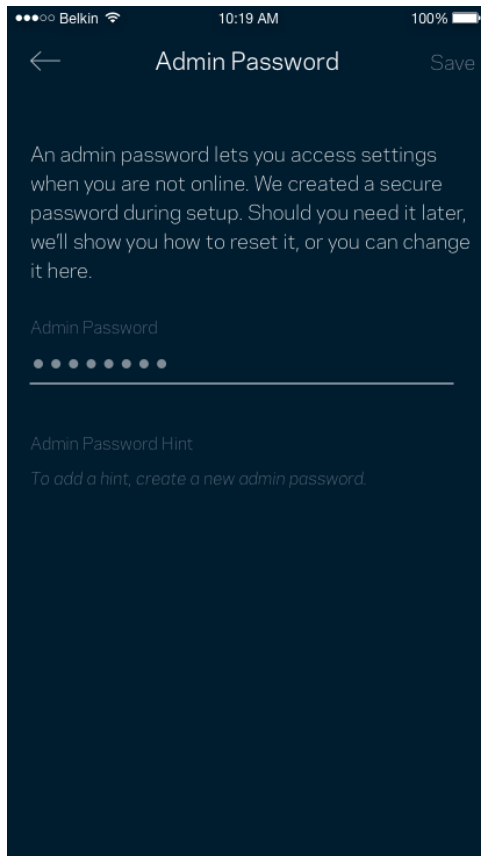 ●●●○○ Belkin 10:19 AM 100%
Admin Password Save
An admin password lets you access settings
when you are not online. We created a secure
password during setup. Should you need it later,
we'll show you how to reset it, or you can change
it here.
Admin Password
●●●●●●●●
Admin Password Hint
To add a hint, create a new admin password.